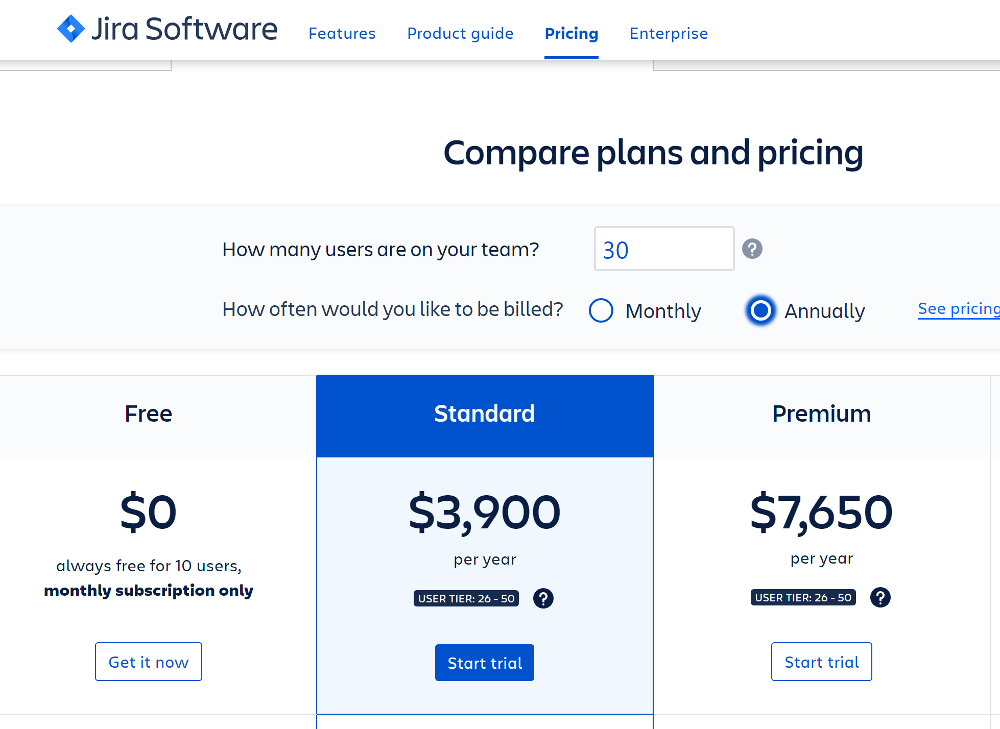 Jira Software
Features
Product guide
Pricing
Enterprise
Compare plans and pricing
How many users are on your team?
30
?
How often would you like to be billed?
Monthly
Annually
See pricing
Free
Standard
Premium
$0
$3,900
$7,650
always free for 10 users,
monthly subscription only
per year
per year
USER TIER: 26 - 50
?
USER TIER: 26 - 50
?
Get it now
Start trial
Start trial